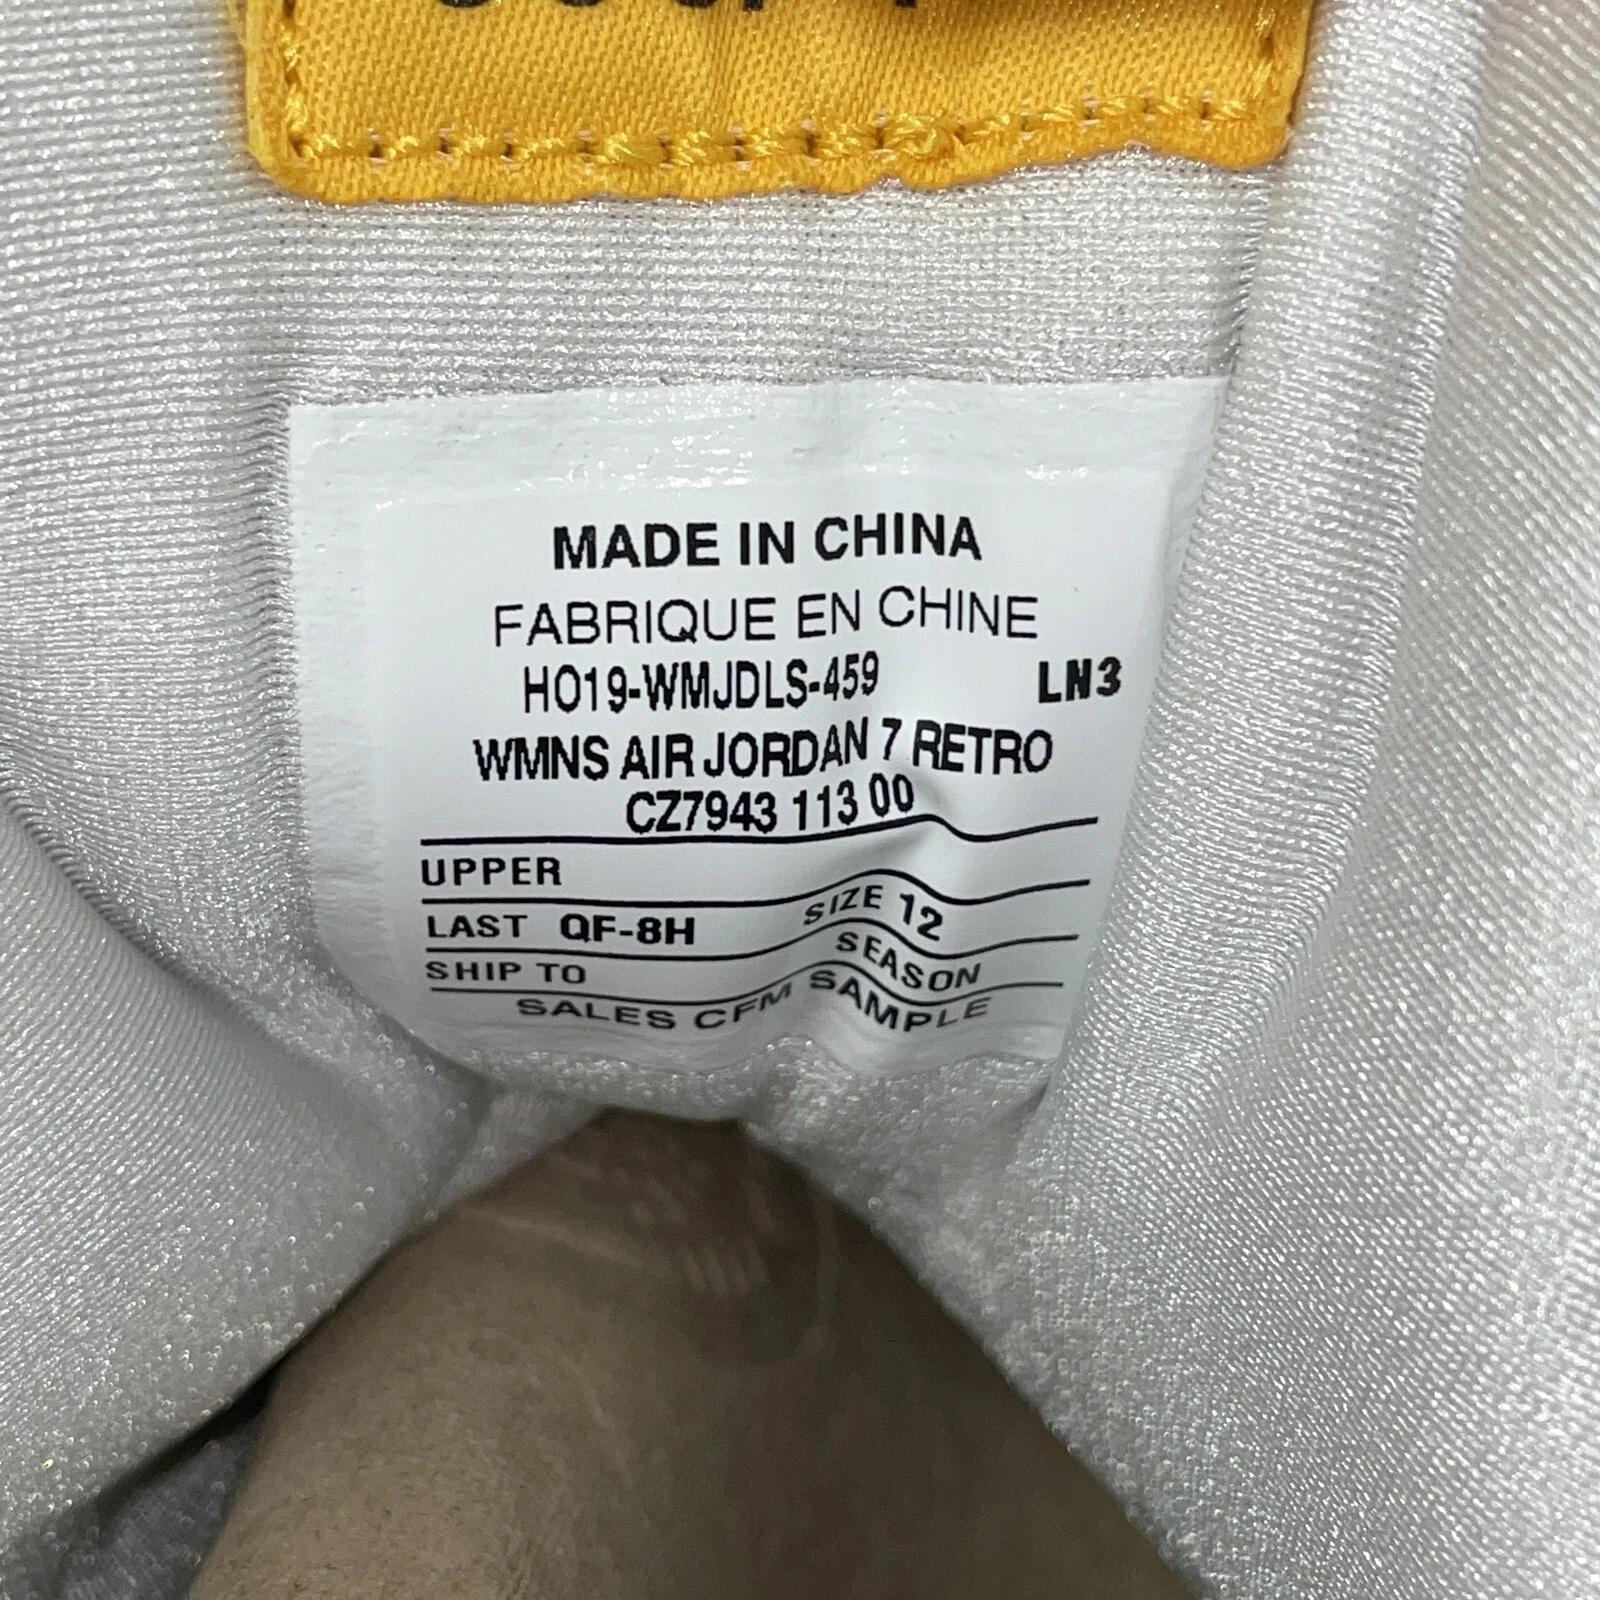 MADE IN CHINA
FABRIQUE EN CHINE
HO19-WMJDLS-459 LN3
WMNS AIR JORDAN 7 RETRO
CZ7943 113 00
UPPER
LAST QF-8H SIZE 12
SHIP TO SEASON
SALES CFM SAMPLE